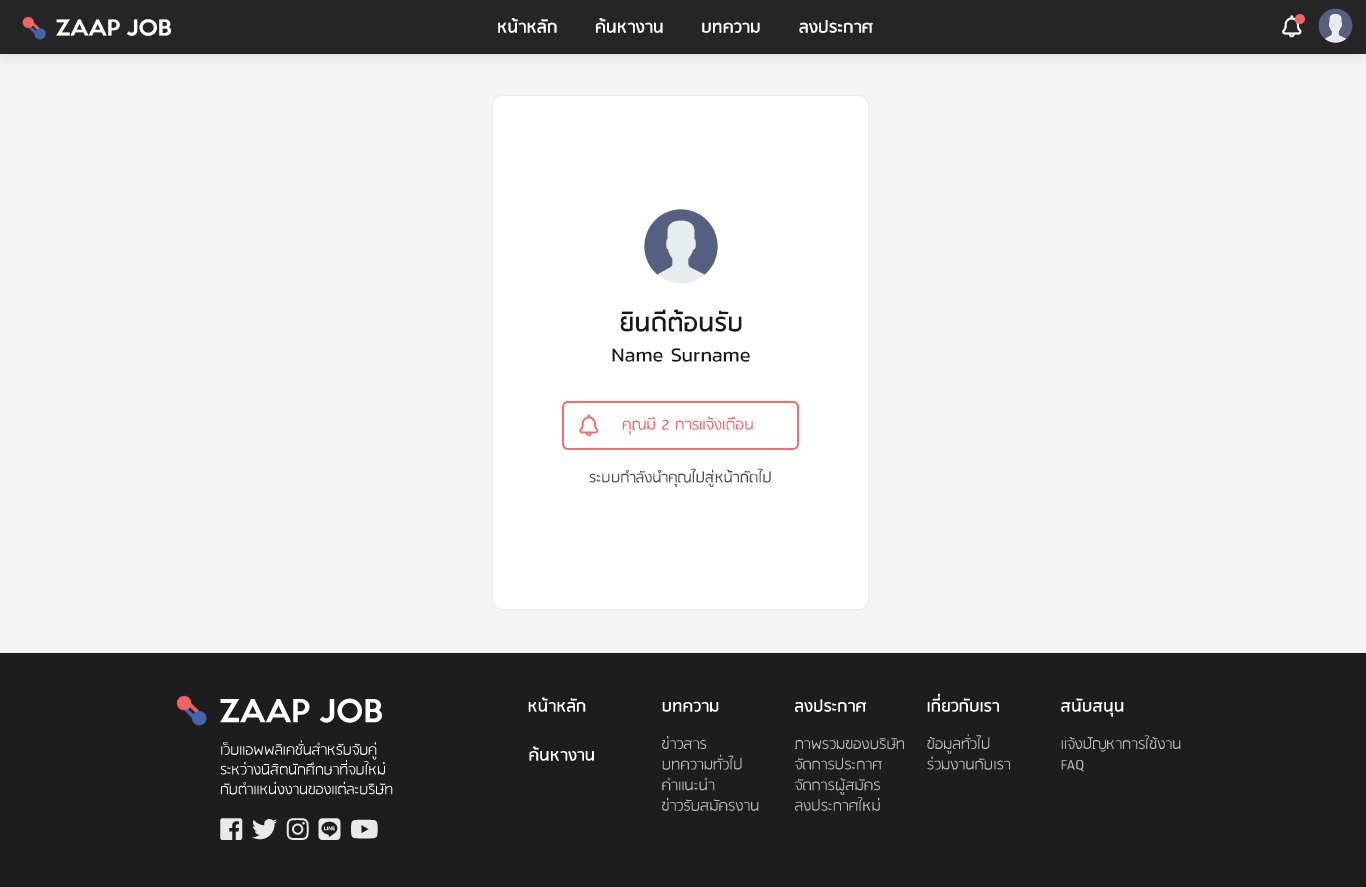 ZAAP JOB
หน้าหลัก
ค้นหางาน
บทความ
ลงประกาศ
ยินดีต้อนรับ
Name Surname
คุณมี 2 การแจ้งเตือน
ระบบกำลังนำคุณไปสู่หน้าถัดไป
ZAAP JOB
เว็บแอพพลิเคชั่นสำหรับจับคู่
ระหว่างนิสิตนักศึกษาที่จบใหม่
กับตำแหน่งงานของแต่ละบริษัท
LINE
หน้าหลัก
ค้นหางาน
บทความ
ข่าวสาร
บทความทั่วไป
คำแนะนำ
ข่าวรับสมัครงาน
ลงประกาศ
ภาพรวมของบริษัท
จัดการประกาศ
จัดการผู้สมัคร
ลงประกาศใหม่
เกี่ยวกับเรา
ข้อมูลทั่วไป
ร่วมงานกับเรา
สนับสนุน
แจ้งปัญหาการใช้งาน
FAQ